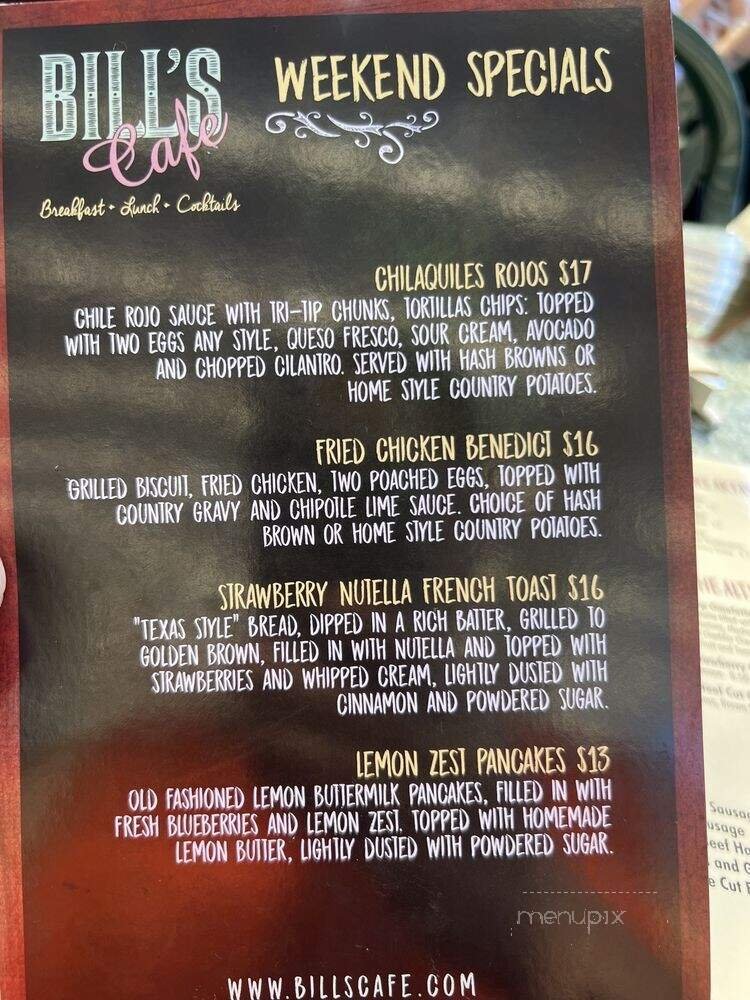 BILL'S
Cafe
Breakfast • Lunch • Cocktails
WEEKEND SPECIALS
CHILAQUILES ROJOS $17
CHILE ROJO SAUCE WITH TRI-TIP CHUNKS, TORTILLAS CHIPS: TOPPED
WITH TWO EGGS ANY STYLE, QUESO FRESCO, SOUR CREAM, AVOCADO
AND CHOPPED CILANTRO. SERVED WITH HASH BROWNS OR
HOME STYLE COUNTRY POTATOES.
FRIED CHICKEN BENEDICT $16
GRILLED BISCUIT, FRIED CHICKEN, TWO POACHED EGGS, TOPPED WITH
COUNTRY GRAVY AND CHIPOTLE LIME SAUCE. CHOICE OF HASH
BROWN OR HOME STYLE COUNTRY POTATOES.
STRAWBERRY NUTELLA FRENCH TOAST $16
"TEXAS STYLE" BREAD, DIPPED IN A RICH BATTER, GRILLED TO
GOLDEN BROWN, FILLED IN WITH NUTELLA AND TOPPED WITH
STRAWBERRIES AND WHIPPED CREAM, LIGHTLY DUSTED WITH
CINNAMON AND POWDERED SUGAR.
LEMON ZEST PANCAKES $13
OLD FASHIONED LEMON BUTTERMILK PANCAKES, FILLED IN WITH
FRESH BLUEBERRIES AND LEMON ZEST. TOPPED WITH HOMEMADE
LEMON BUTTER, LIGHTLY DUSTED WITH POWDERED SUGAR.
menupix
WWW.BILLSCAFE.COM